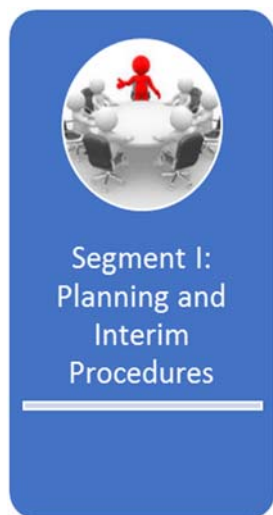 Segment I:
Planning and
Interim
Procedures